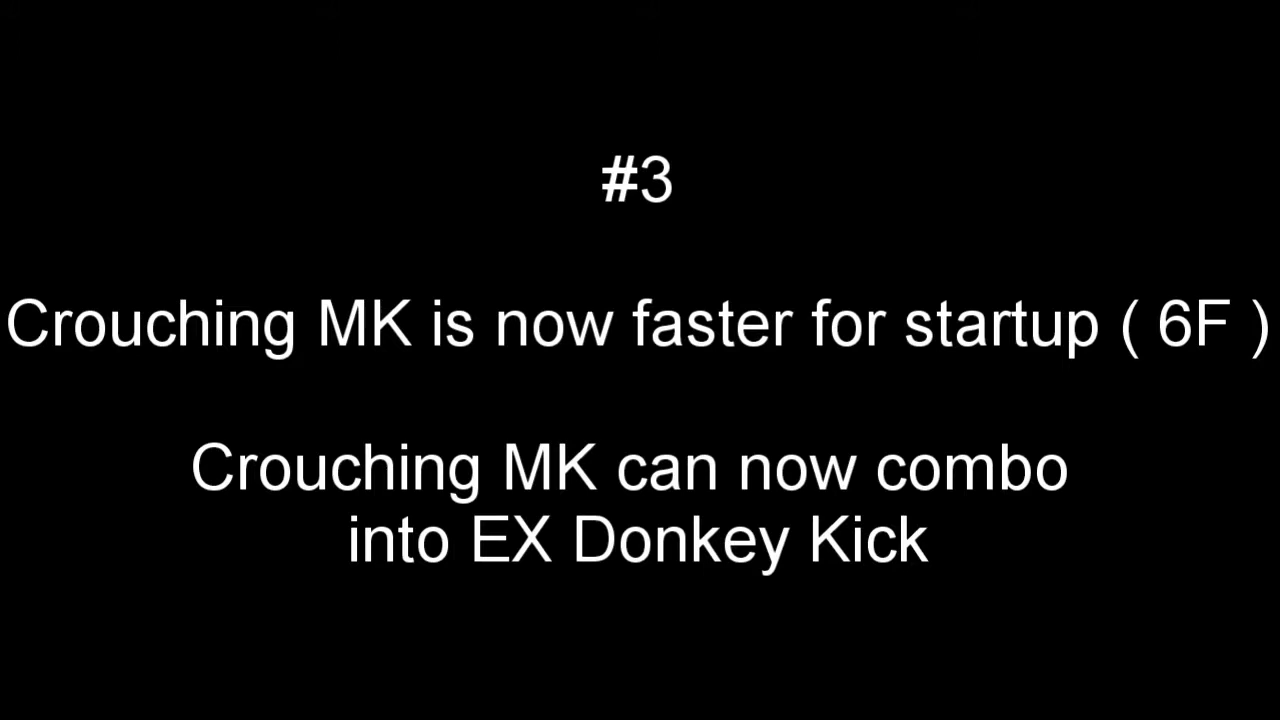 #3
Crouching MK is now faster for startup ( 6F )
Crouching MK can now combo
into EX Donkey Kick